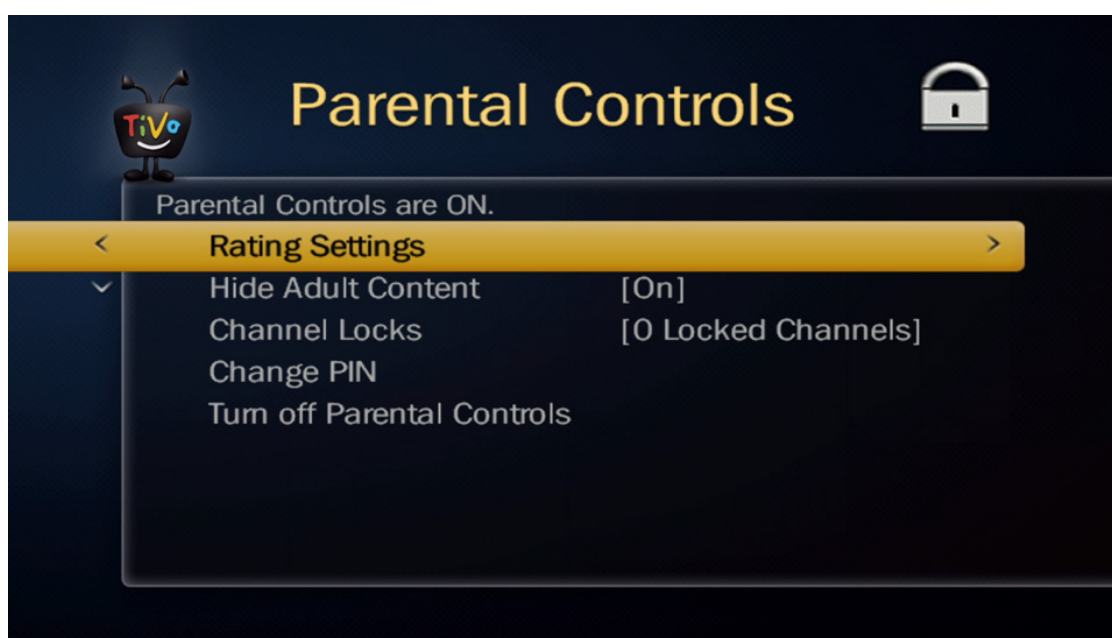 TiVo
Parental Controls
Parental Controls are ON.
< Rating Settings >
Hide Adult Content [On]
Channel Locks [0 Locked Channels]
Change PIN
Turn off Parental Controls